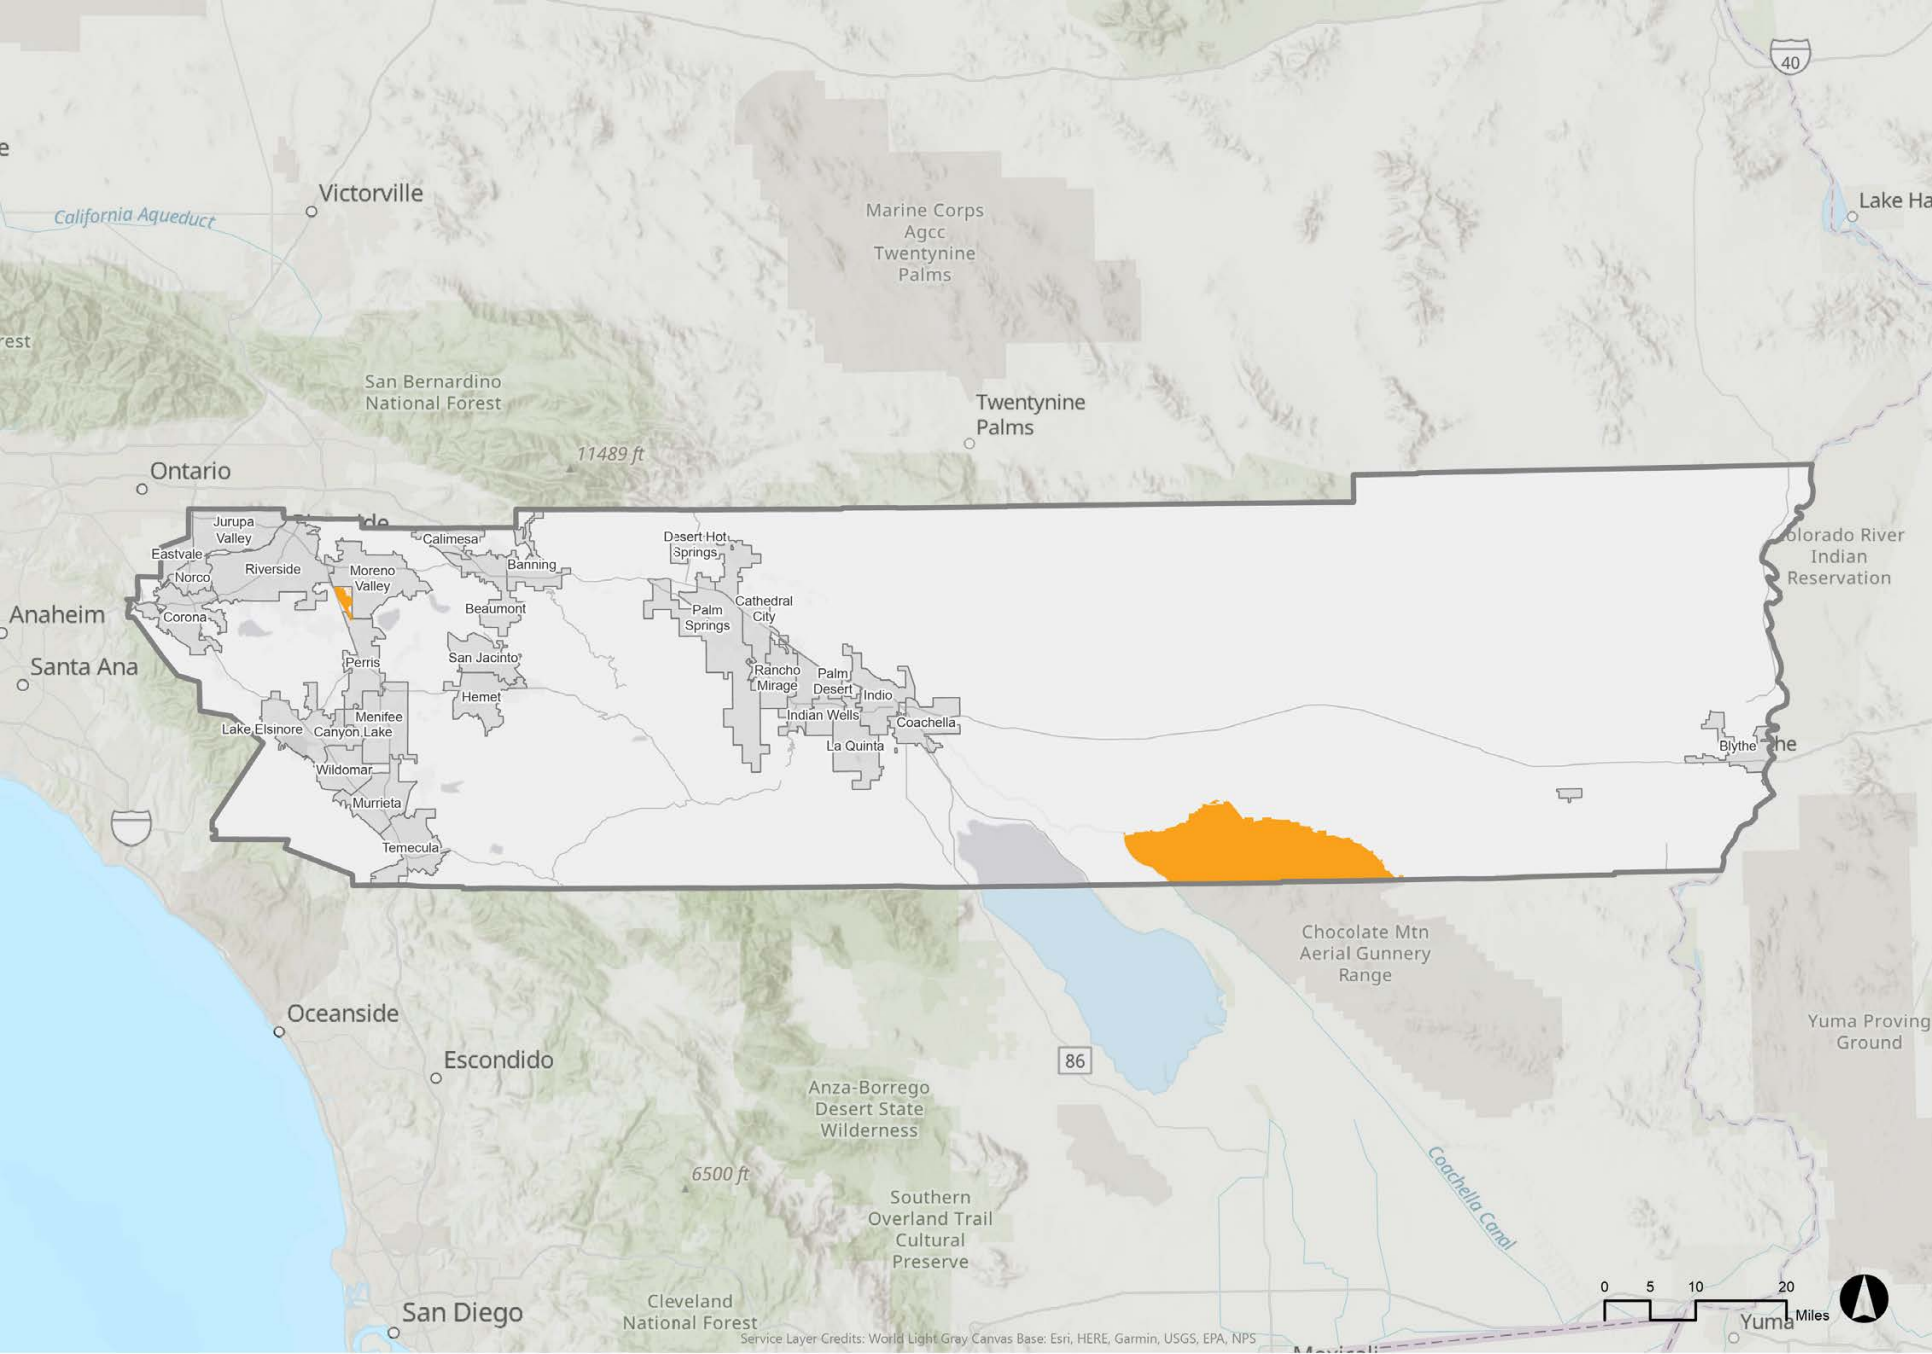 40
e
Victorville
California Aqueduct
Lake Ha
Marine Corps
Agcc
Twentynine
Palms
rest
San Bernardino
National Forest
Twentynine
Palms
11489 ft
Ontario
Jurupa
Valley
Eastvale
Norco
Riverside
Corona
Moreno
Valley
Calimesa
Banning
Beaumont
Desert Hot
Springs
Palm
Springs
Cathedral
City
Colorado River
Indian
Reservation
Anaheim
Santa Ana
Perris
San Jacinto
Hemet
Rancho
Mirage
Palm
Desert
Indio
Indian Wells
Coachella
La Quinta
Lake Elsinore
Menifee
Canyon Lake
Wildomar
Murrieta
Temecula
Blythe
he
Chocolate Mtn
Aerial Gunnery
Range
Oceanside
Escondido
86
Yuma Proving
Ground
Anza-Borrego
Desert State
Wilderness
6500 ft
Southern
Overland Trail
Cultural
Preserve
Coachella Canal
Cleveland
National Forest
San Diego
0 5 10 20
Miles
Yuma
Service Layer Credits: World Light Gray Canvas Base: Esri, HERE, Garmin, USGS, EPA, NPS